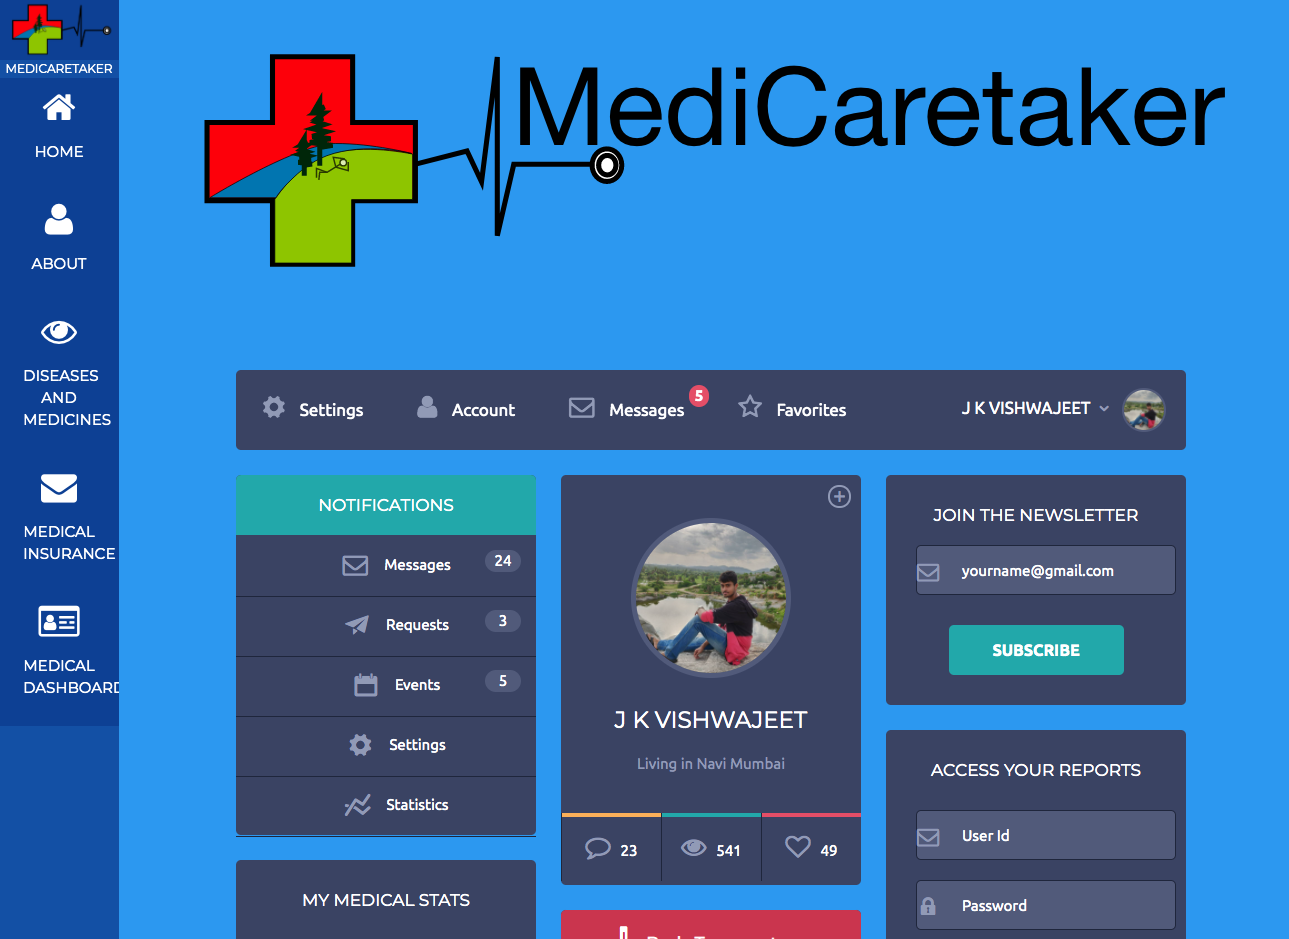 MEDICARETAKER
HOME
ABOUT
DISEASES
AND
MEDICINES
MEDICAL
INSURANCE
MEDICAL
DASHBOARD
MediCaretaker
Settings
Account
Messages
5
Favorites
J K VISHWAJEET
NOTIFICATIONS
Messages
24
Requests
3
Events
5
Settings
Statistics
MY MEDICAL STATS
J K VISHWAJEET
Living in Navi Mumbai
23
541
49
JOIN THE NEWSLETTER
yourname@gmail.com
SUBSCRIBE
ACCESS YOUR REPORTS
User Id
Password